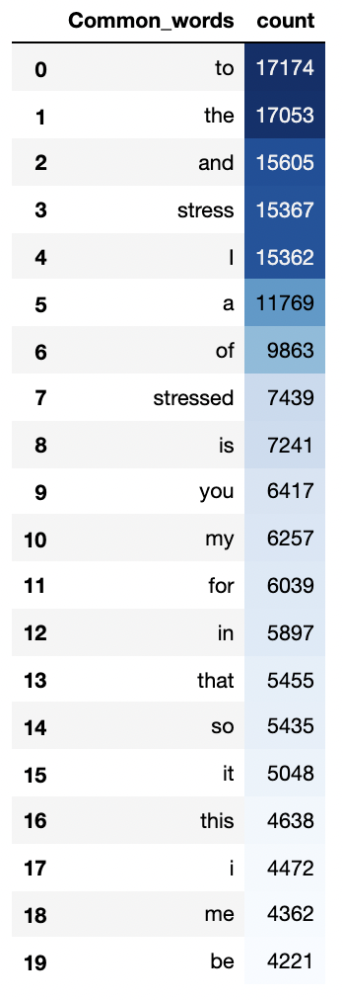 Common_words count
0 to 17174
1 the 17053
2 and 15605
3 stress 15367
4 I 15362
5 a 11769
6 of 9863
7 stressed 7439
8 is 7241
9 you 6417
10 my 6257
11 for 6039
12 in 5897
13 that 5455
14 so 5435
15 it 5048
16 this 4638
17 i 4472
18 me 4362
19 be 4221